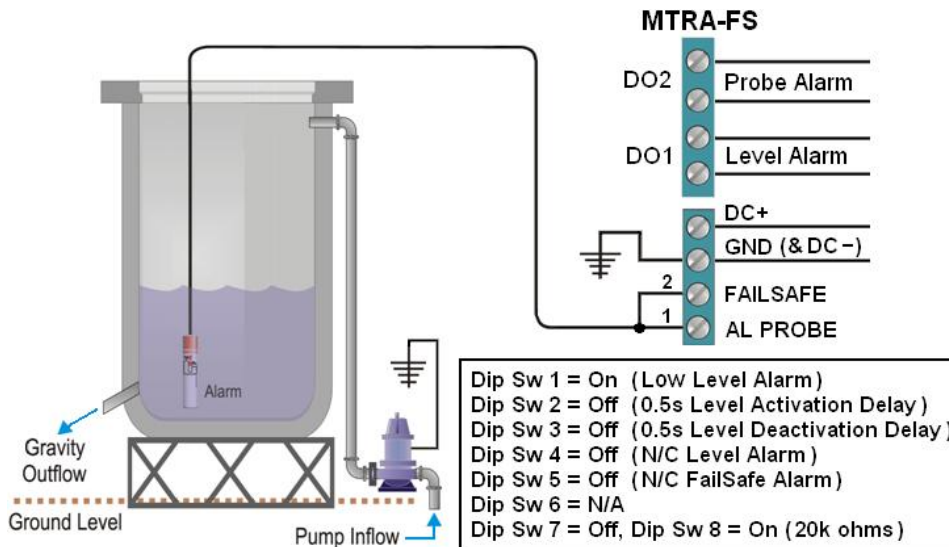 MTRA-FS
DO2
Probe Alarm
DO1
Level Alarm
DC+
GND (& DC-)
2
FAILSAFE
1
AL PROBE
Alarm
Gravity
Outflow
Ground Level
Pump Inflow
Dip Sw 1 = On (Low Level Alarm)
Dip Sw 2 = Off (0.5s Level Activation Delay)
Dip Sw 3 = Off (0.5s Level Deactivation Delay)
Dip Sw 4 = Off (N/C Level Alarm)
Dip Sw 5 = Off (N/C FailSafe Alarm)
Dip Sw 6 = N/A
Dip Sw 7 = Off, Dip Sw 8 = On (20k ohms)